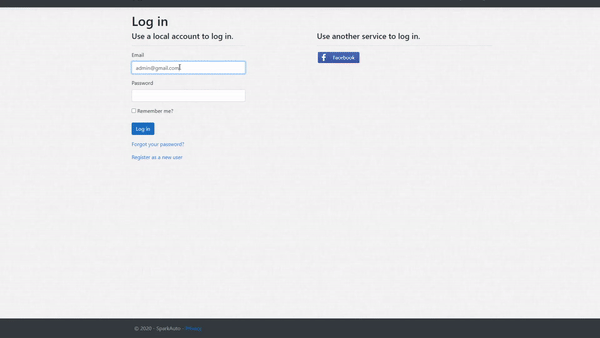 Log in
Use a local account to log in.
Email
admin@gmail.com
Password
Remember me?
Log in
Forgot your password?
Register as a new user
Use another service to log in.
Facebook
© 2020 - SparkAuto - Privacy